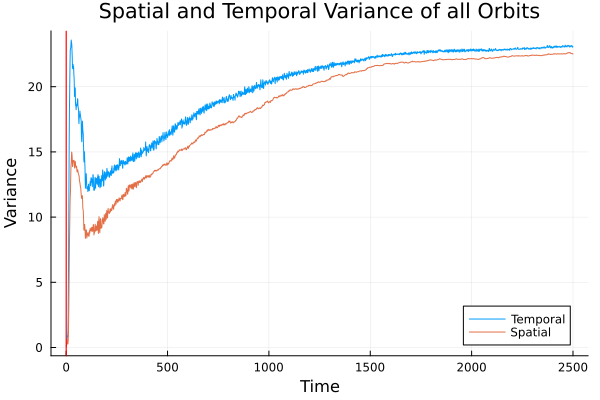 Spatial and Temporal Variance of all Orbits
Variance
20
15
10
5
0
0 500 1000 1500 2000 2500
Time
Temporal
Spatial